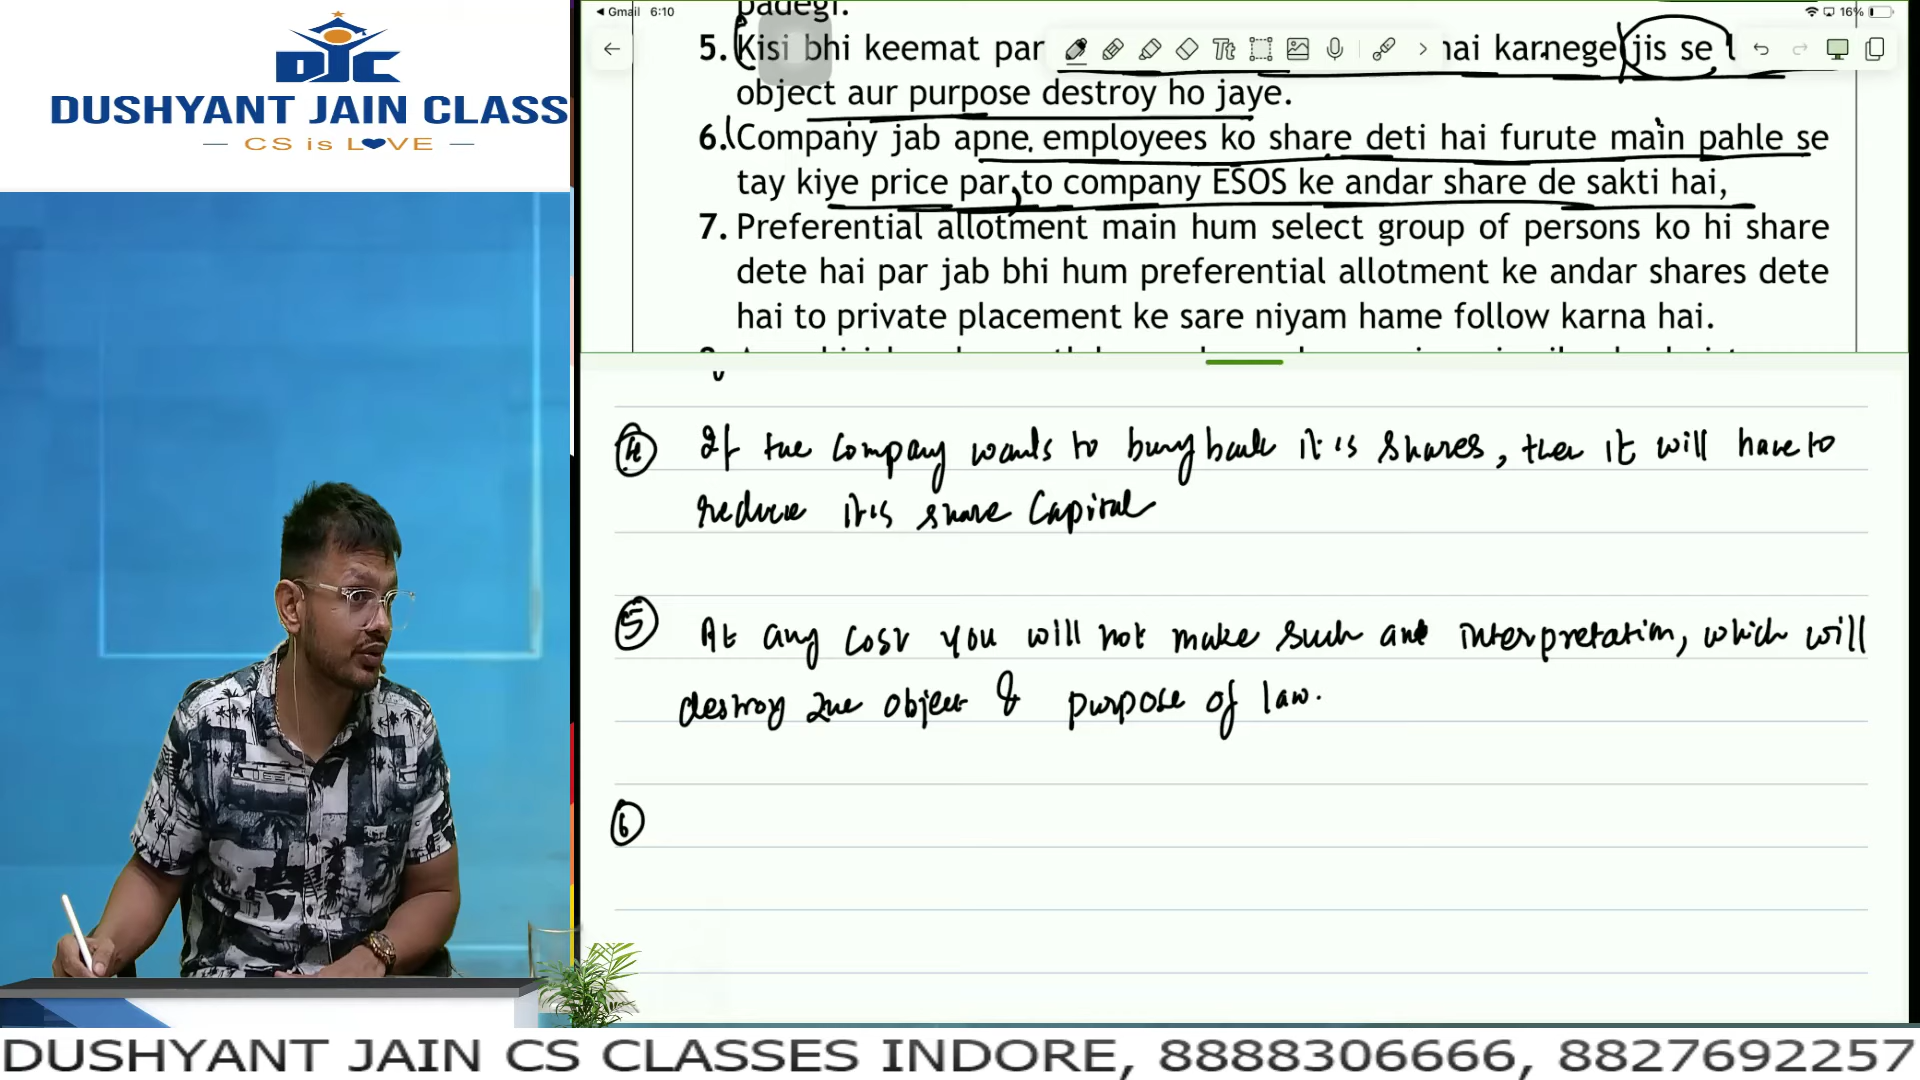 DJC
DUSHYANT JAIN CLASS
— CS is L♥VE —
Gmail 6:10
16%
padegi.
5. Kisi bhi keemat par hai karnege jis se l
object aur purpose destroy ho jaye.
6. Company jab apne employees ko share deti hai furute main pahle se
tay kiye price par, to company ESOS ke andar share de sakti hai,
7. Preferential allotment main hum select group of persons ko hi share
dete hai par jab bhi hum preferential allotment ke andar shares dete
hai to private placement ke sare niyam hame follow karna hai.
4 If the company wants to buy back it is shares, then it will have to
reduce it is share capital
5 At any cost you will not make such interpretation, which will
destroy the object & purpose of law.
6
DUSHYANT JAIN CS CLASSES INDORE, 8888306666, 8827692257